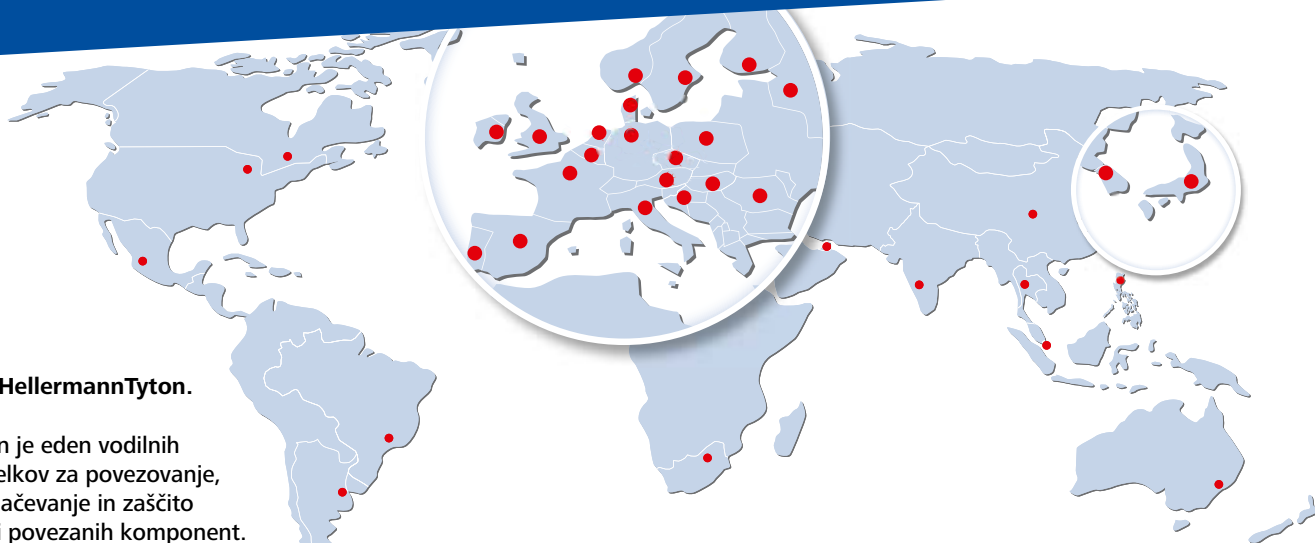 HellermannTyton.
n je eden vodilnih
elkov za povezovanje,
ačevanje in zaščito
i povezanih komponent.